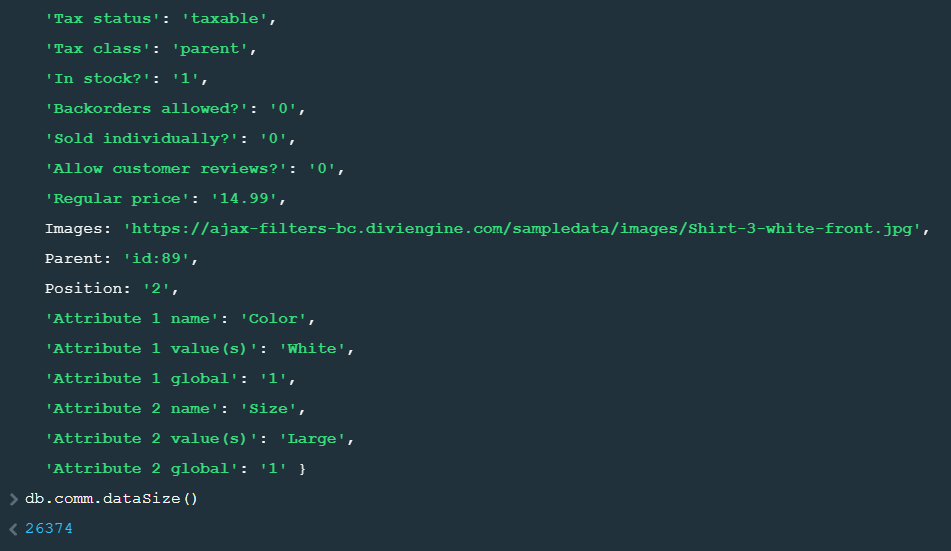 'Tax status': 'taxable',
'Tax class': 'parent',
'In stock?': '1',
'Backorders allowed?': '0',
'Sold individually?': '0',
'Allow customer reviews?': '0',
'Regular price': '14.99',
Images: 'https://ajax-filters-bc.diviengine.com/sampledata/images/Shirt-3-white-front.jpg',
Parent: 'id:89',
Position: '2',
'Attribute 1 name': 'Color',
'Attribute 1 value(s)': 'White',
'Attribute 1 global': '1',
'Attribute 2 name': 'Size',
'Attribute 2 value(s)': 'Large',
'Attribute 2 global': '1' }
> db.comm.dataSize()
< 26374